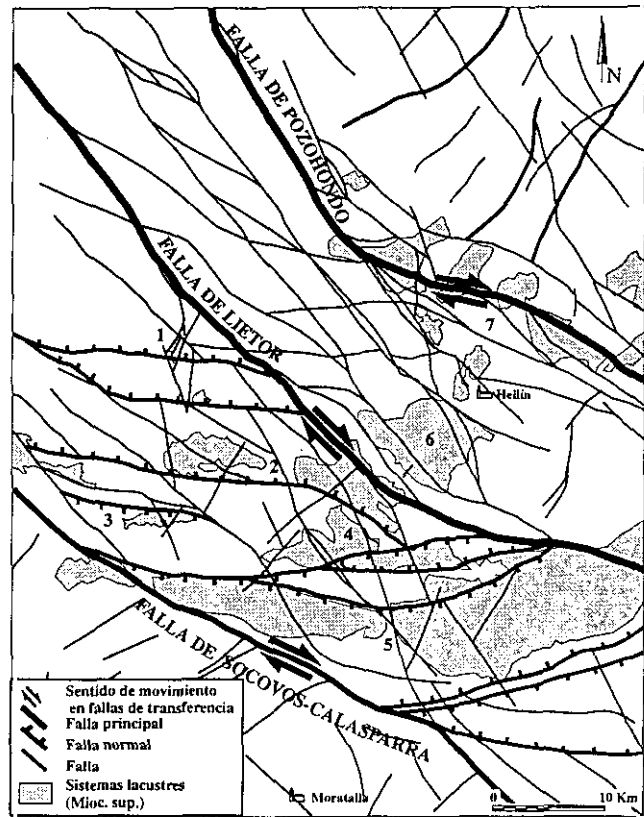 FALLA DE POZOHONDO
N
FALLA DE LIETOR
1
7
Hellín
6
2
3
4
5
FALLA DE SOCOVOS-CALASPARRA
Sentido de movimiento
en fallas de transferencia
Falla principal
Falla normal
Falla
Sistemas lacustres
(Mioc. sup.)
Moratalla
0 10 Km